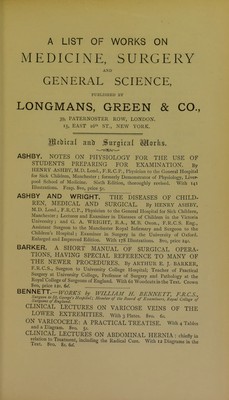 A LIST OF WORKS ON
MEDICINE, SURGERY
AND
GENERAL SCIENCE,
PUBLISHED BY
LONGMANS, GREEN & CO.,
39, PATERNOSTER ROW, LONDON.
15, EAST 16th ST., NEW YORK.
Medical and Surgical Works.
ASHBY. NOTES ON PHYSIOLOGY FOR THE USE OF
STUDENTS PREPARING FOR EXAMINATION. By
HENRY ASHBY, M.D. Lond., F.R.C.P., Physician to the General Hospital
for Sick Children, Manchester; formerly Demonstrator of Physiology, Liver-
pool School of Medicine. Sixth Edition, thoroughly revised. With 141
Illustrations. Fcap. 8vo, price 5s.
ASHBY AND WRIGHT. THE DISEASES OF CHILD-
REN, MEDICAL AND SURGICAL. By HENRY ASHBY,
M.D. Lond., F.R.C.P., Physician to the General Hospital for Sick Children,
Manchester; Lecturer and Examiner in Diseases of Children in the Victoria
University; and G. A. WRIGHT, B.A., M.B. Oxon., F.R.C.S. Eng.,
Assistant Surgeon to the Manchester Royal Infirmary and Surgeon to the
Children's Hospital; Examiner in Surgery in the University of Oxford.
Enlarged and Improved Edition. With 178 Illustrations. 8vo, price 24s.
BARKER. A SHORT MANUAL OF SURGICAL OPERA-
TIONS, HAVING SPECIAL REFERENCE TO MANY OF
THE NEWER PROCEDURES. By ARTHUR E. J. BARKER,
F.R.C.S., Surgeon to University College Hospital; Teacher of Practical
Surgery at University College, Professor of Surgery and Pathology at the
Royal College of Surgeons of England. With 61 Woodcuts in the Text. Crown
8vo, price 12s. 6d.
BENNETT.—WORKS by WILLIAM H. BENNETT, F.R.C.S.,
Surgeon to St. George's Hospital; Member of the Board of Examiners, Royal College of
Surgeons of England.
CLINICAL LECTURES ON VARICOSE VEINS OF THE
LOWER EXTREMITIES. With 3 Plates. 8vo. 6s.
ON VARICOCELE: A PRACTICAL TREATISE. With 4 Tables
and a Diagram. 8vo. 5s.
CLINICAL LECTURES ON ABDOMINAL HERNIA: chiefly in
relation to Treatment, including the Radical Cure. With 12 Diagrams in the
Text. 8vo. 8s. 6d.